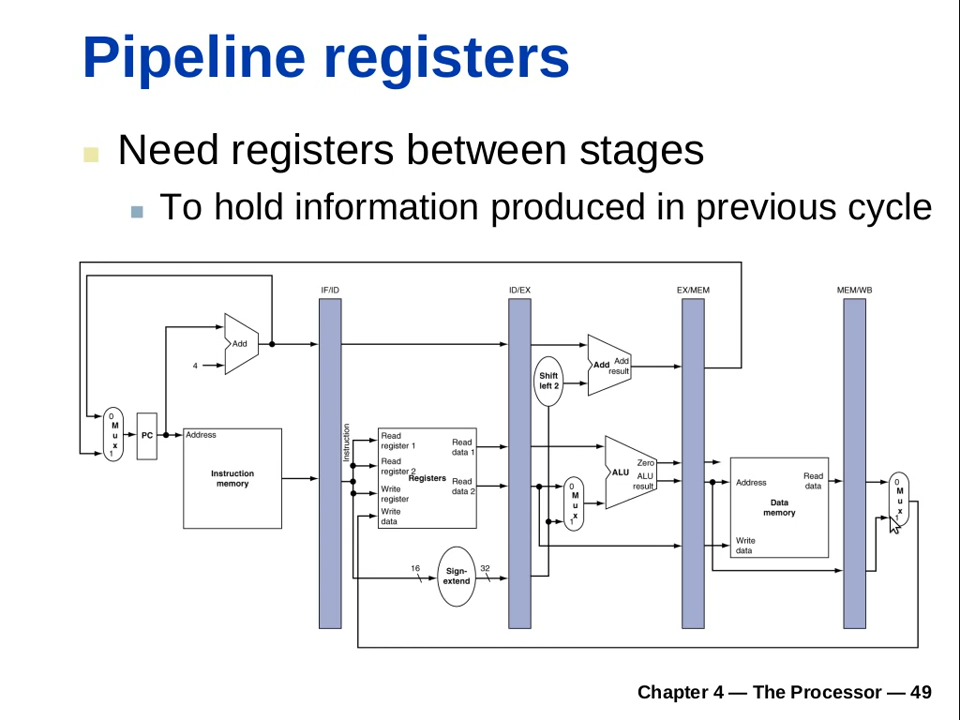 Pipeline registers
Need registers between stages
To hold information produced in previous cycle
IF/ID
ID/EX
EX/MEM
MEM/WB
Add
4
Shift
left 2
Add
Add
result
0
M
u
x
1
PC
Address
Instruction
memory
Instruction
Read
register 1
Read
register 2
Registers
Write
register
Write
data
Read
data 1
Read
data 2
16
Sign-
extend
32
0
M
u
x
1
ALU
Zero
ALU
result
Address
Read
data
Data
memory
Write
data
0
M
u
x
1
Chapter 4 — The Processor — 49